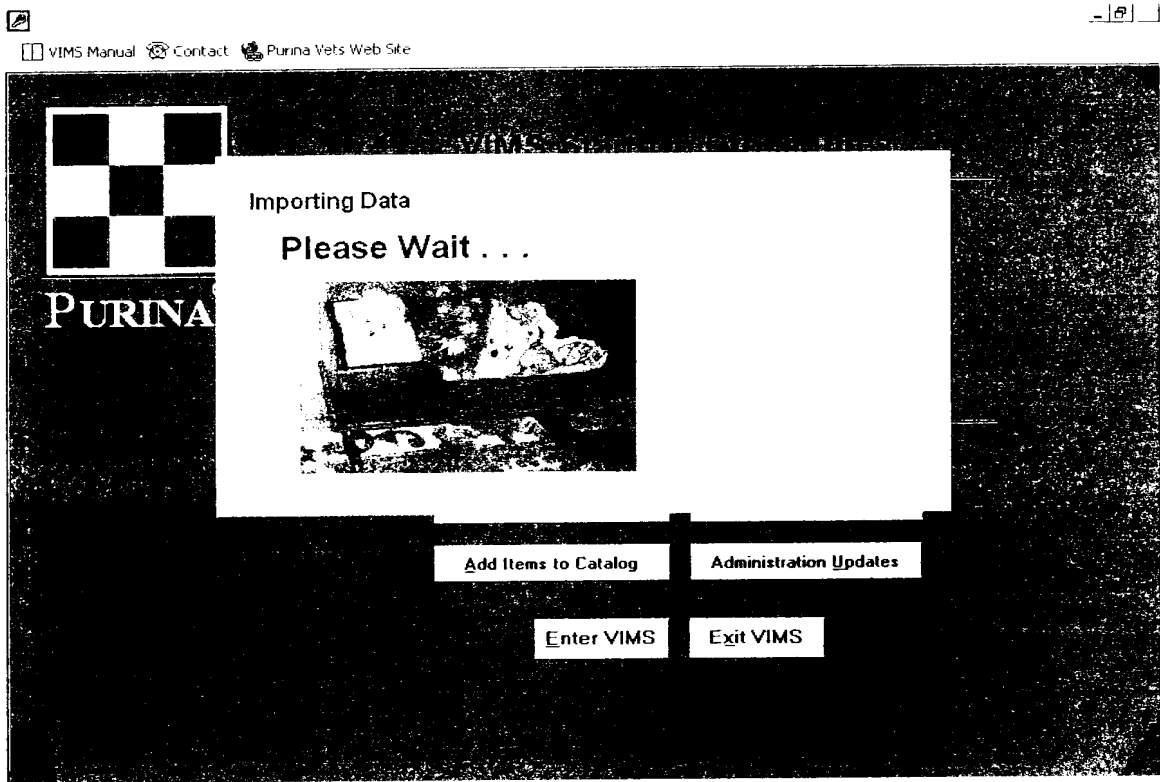 VIMS Manual Contact Purina Vets Web Site
Importing Data
Please Wait . . .
PURINA
Add Items to Catalog Administration Updates
Enter VIMS Exit VIMS